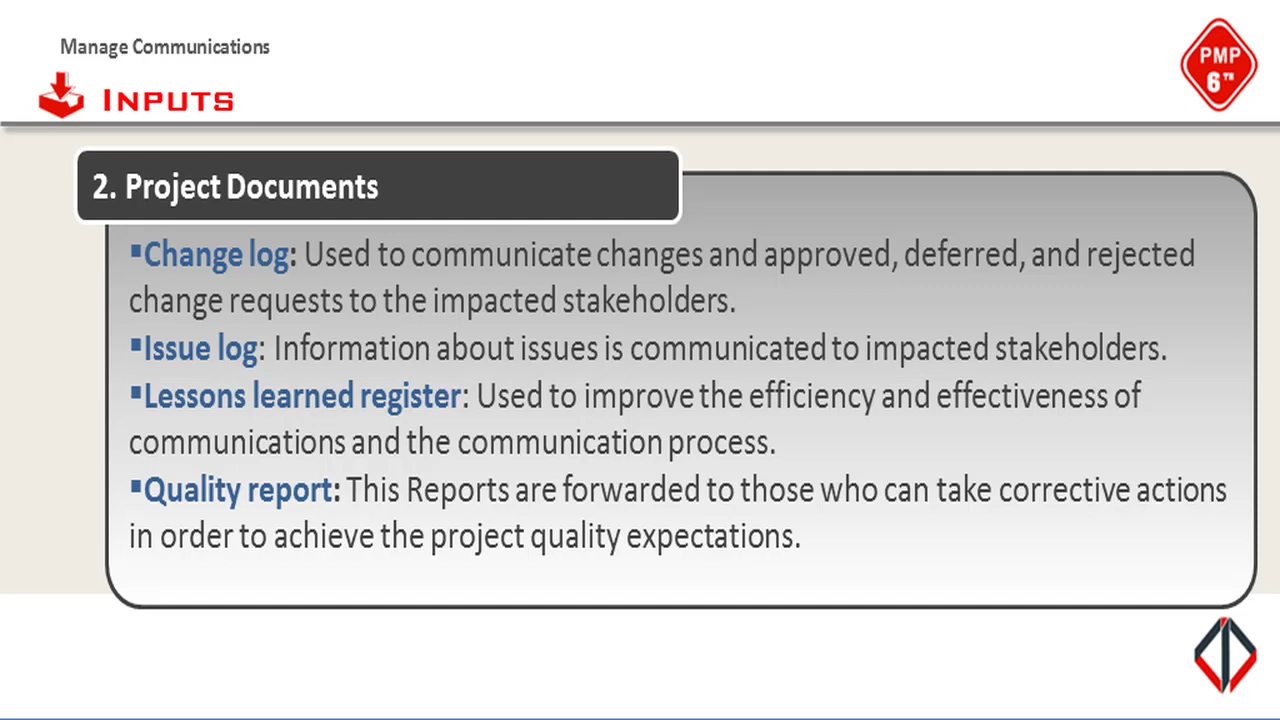 Manage Communications
PMP
6TH
INPUTS
2. Project Documents
▪Change log: Used to communicate changes and approved, deferred, and rejected
change requests to the impacted stakeholders.
▪Issue log: Information about issues is communicated to impacted stakeholders.
▪Lessons learned register: Used to improve the efficiency and effectiveness of
communications and the communication process.
▪Quality report: This Reports are forwarded to those who can take corrective actions
in order to achieve the project quality expectations.